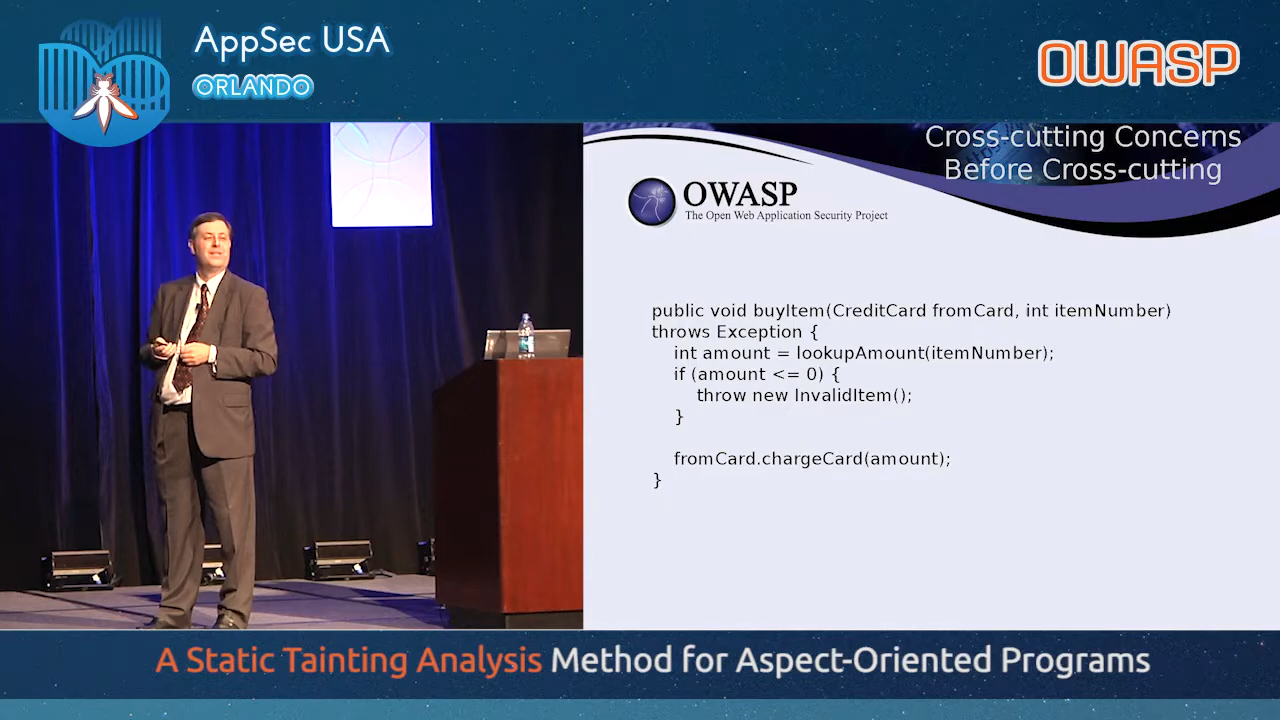 AppSec USA
ORLANDO
OWASP
Cross-cutting Concerns
Before Cross-cutting
OWASP
The Open Web Application Security Project
public void buyItem(CreditCard fromCard, int itemNumber)
throws Exception {
int amount = lookupAmount(itemNumber);
if (amount <= 0) {
throw new InvalidItem();
}
fromCard.chargeCard(amount);
}
A Static Tainting Analysis Method for Aspect-Oriented Programs